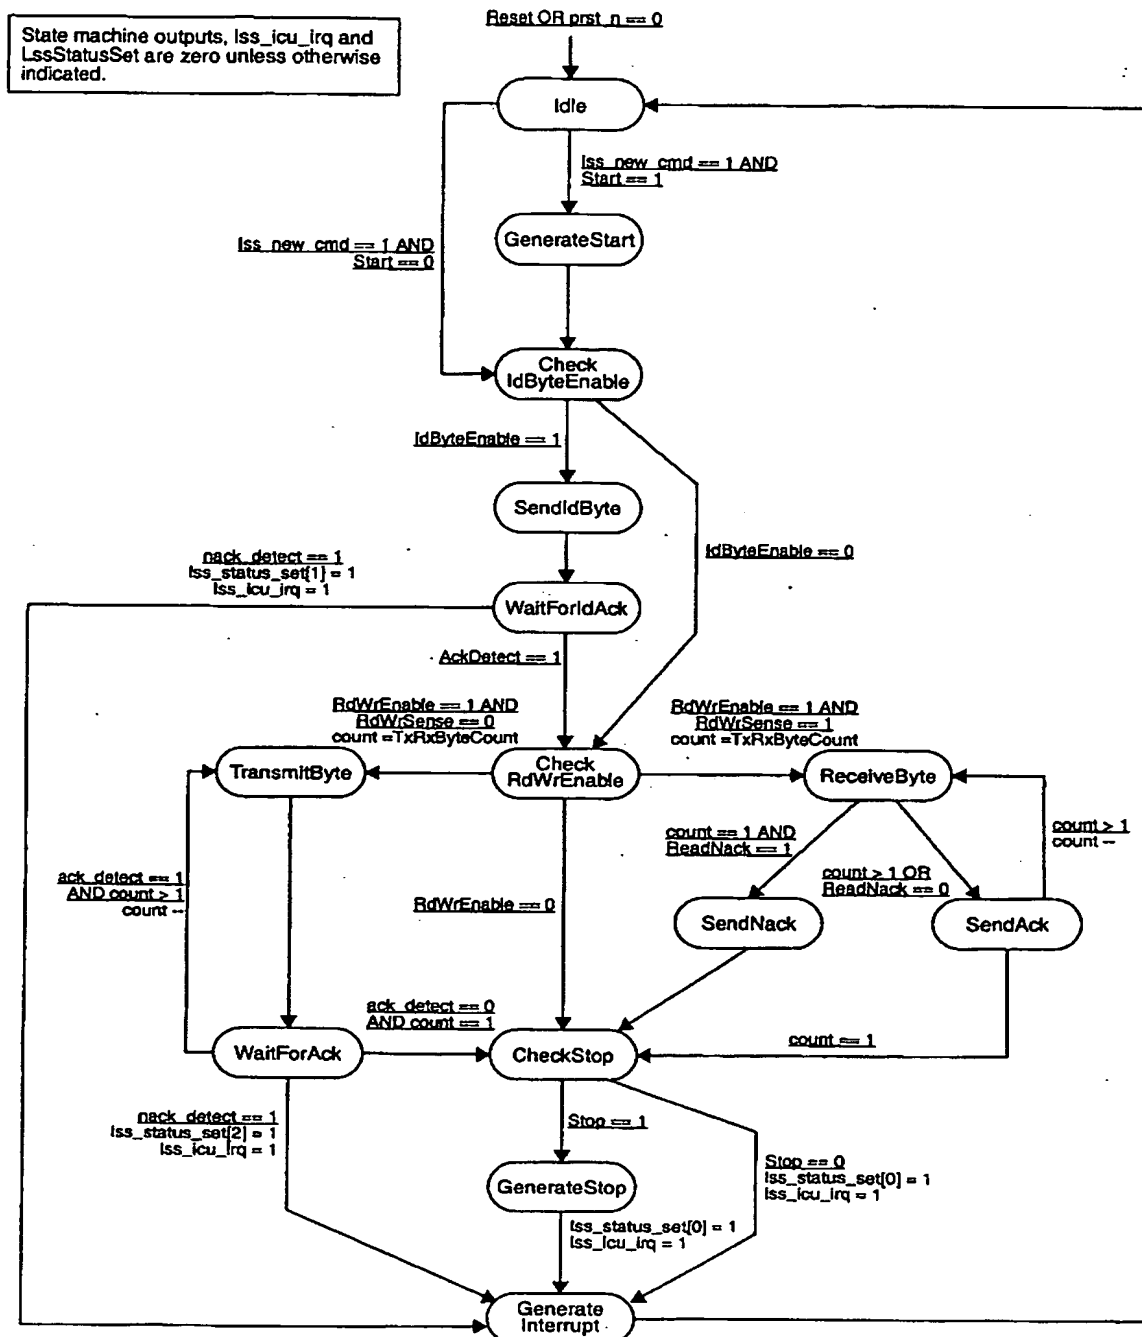 Reset OR prst_n == 0
State machine outputs, lss_icu_irq and
LssStatusSet are zero unless otherwise
indicated.
Idle
lss_new_cmd == 1 AND
Start == 1
GenerateStart
lss_new_cmd == 1 AND
Start == 0
Check
IdByteEnable
IdByteEnable == 1
SendIdByte
IdByteEnable == 0
nack_detect == 1
lss_status_set[1] = 1
lss_icu_irq = 1
WaitForIdAck
AckDetect == 1
RdWrEnable == 1 AND
RdWrSense == 0
count =TxRxByteCount
RdWrEnable == 1 AND
RdWrSense == 1
count =TxRxByteCount
TransmitByte
Check
RdWrEnable
ReceiveByte
count == 1 AND
ReadNack == 1
count > 1
count --
ack_detect == 1
AND count > 1
count --
count > 1 OR
ReadNack == 0
RdWrEnable == 0
SendNack
SendAck
ack_detect == 0
AND count == 1
WaitForAck
CheckStop
count == 1
nack_detect == 1
lss_status_set[2] = 1
lss_icu_irq = 1
Stop == 1
Stop == 0
lss_status_set[0] = 1
lss_icu_irq = 1
GenerateStop
lss_status_set[0] = 1
lss_icu_irq = 1
Generate
Interrupt